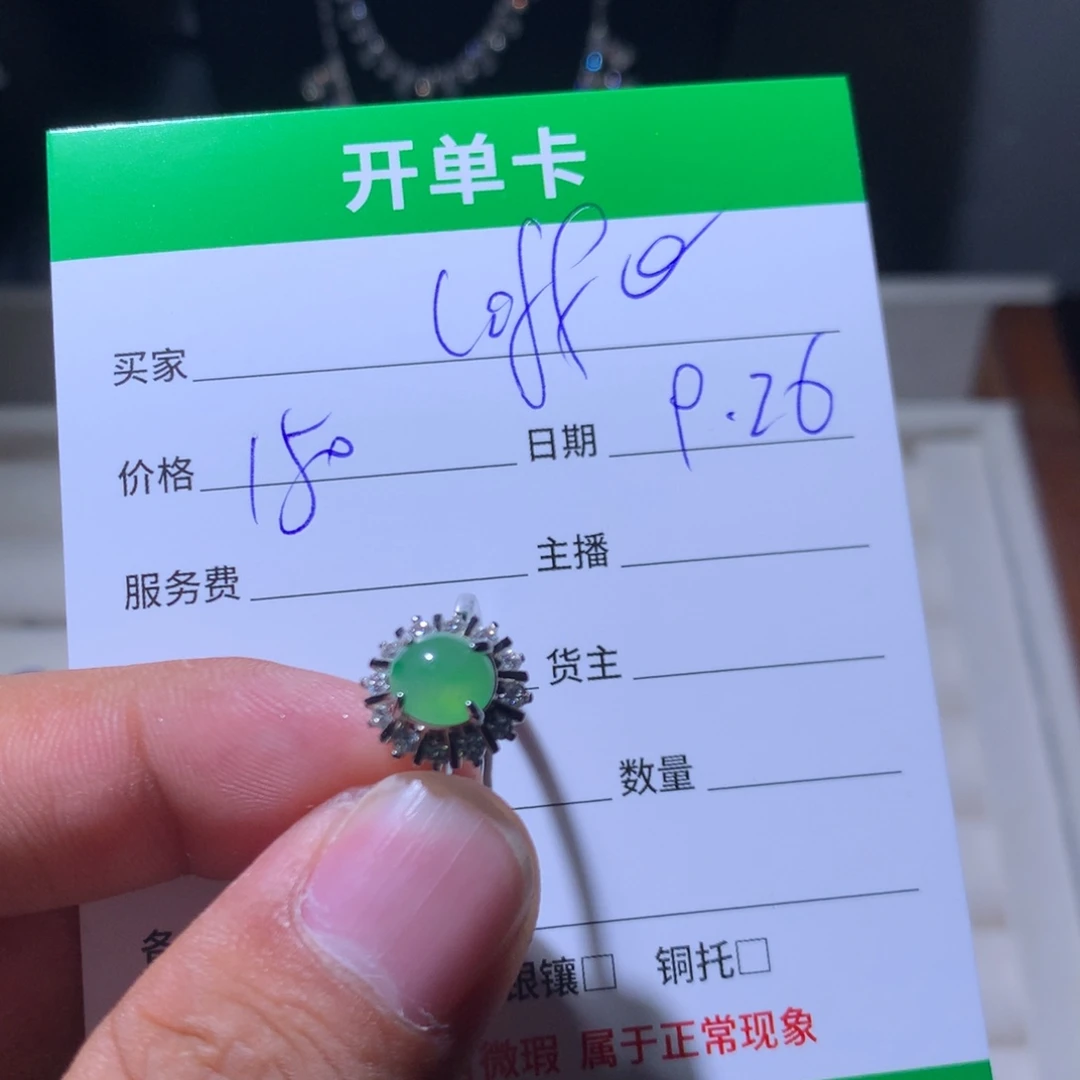 开单卡
买家 Coffe
价格 150 日期 9.26
服务费 主播
货主
数量
银镶□ 铜托□
微瑕 属于正常现象